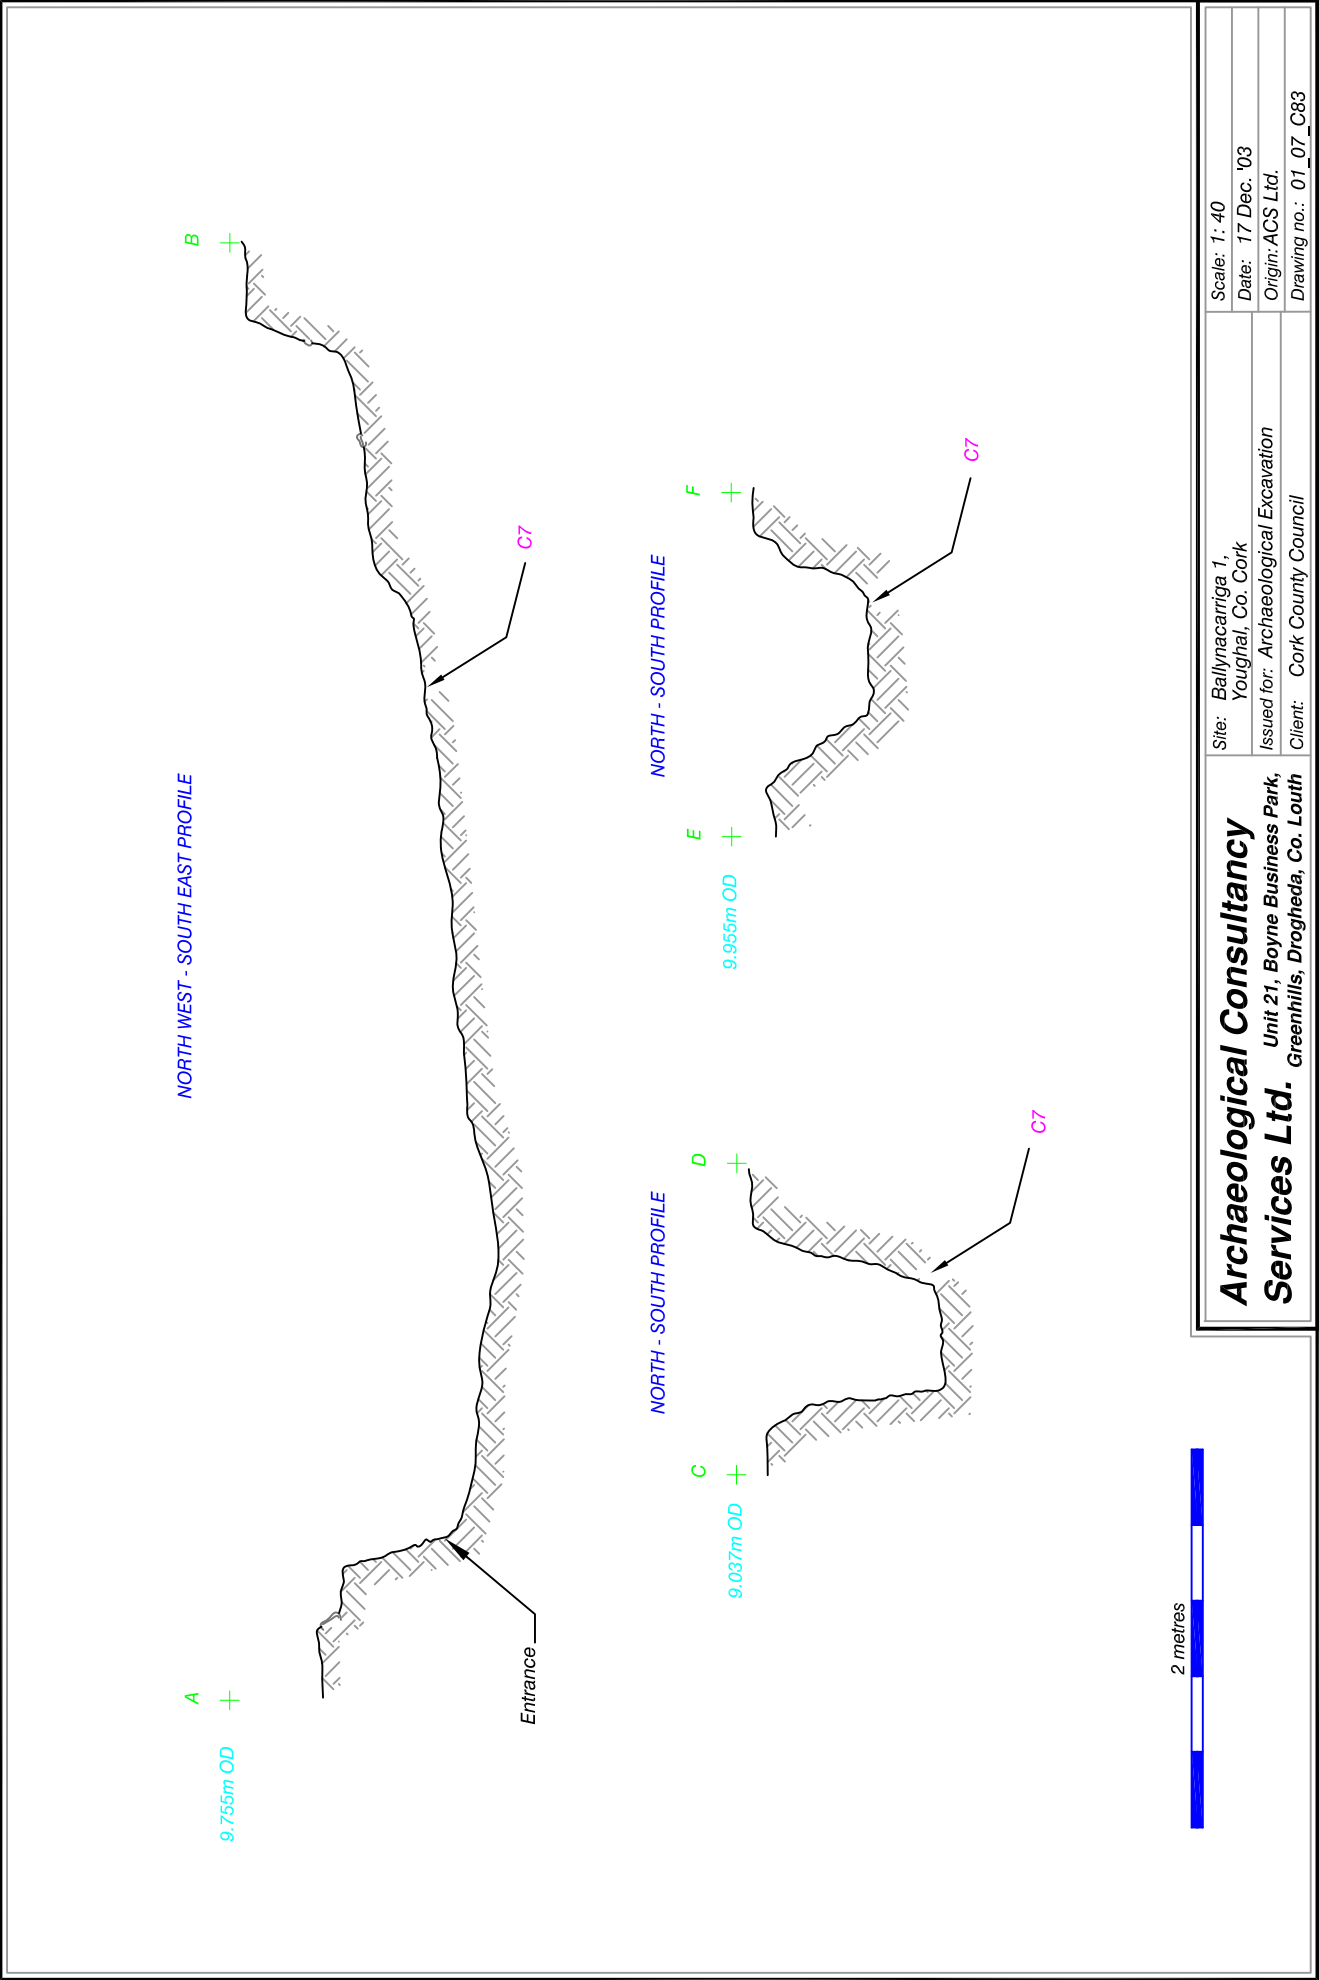 NORTH WEST - SOUTH EAST PROFILE
A
B
9.755m OD
C7
Entrance
NORTH - SOUTH PROFILE
C
D
9.037m OD
C7
NORTH - SOUTH PROFILE
E
F
9.955m OD
C7
2 metres
Archaeological Consultancy
Services Ltd.
Unit 21, Boyne Business Park,
Greenhills, Drogheda, Co. Louth
Site: Ballynacarriga 1,
Youghal, Co. Cork
Issued for: Archaeological Excavation
Client: Cork County Council
Scale: 1: 40
Date: 17 Dec. '03
Origin: ACS Ltd.
Drawing no.: 01_07_C83